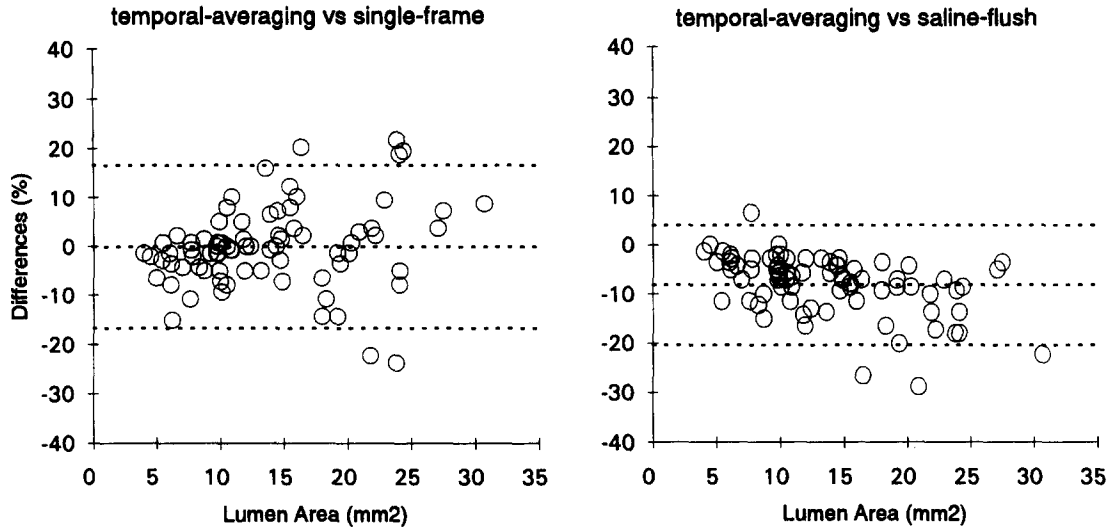 temporal-averaging vs single-frame
40
30
20
10
0
-10
-20
-30
-40
Differences (%)
0 5 10 15 20 25 30 35
Lumen Area (mm2)
temporal-averaging vs saline-flush
40
30
20
10
0
-10
-20
-30
-40
0 5 10 15 20 25 30 35
Lumen Area (mm2)